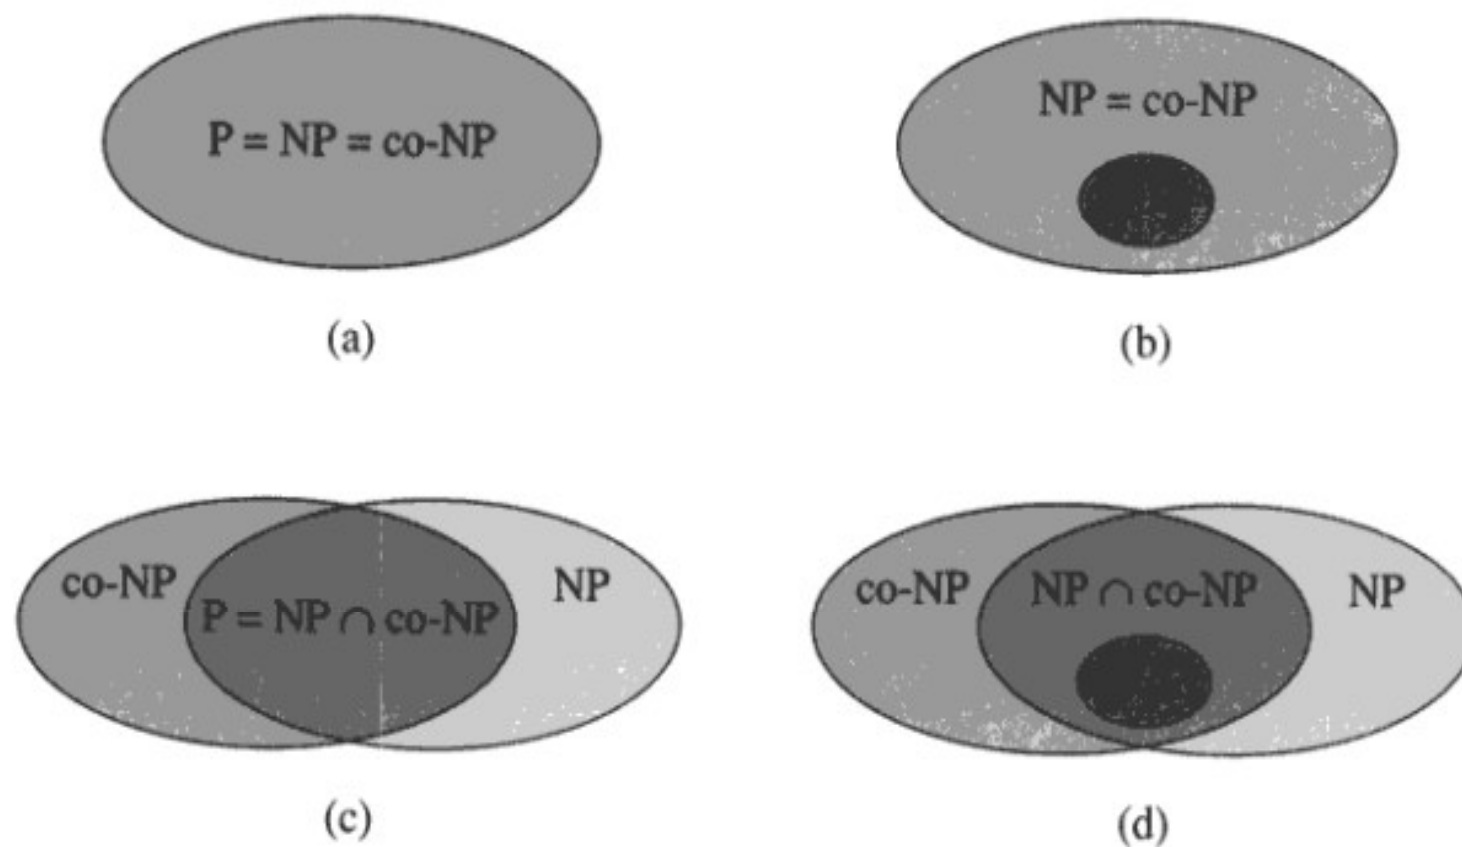 P = NP = co-NP
NP = co-NP
(a)
(b)
co-NP
P = NP ∩ co-NP
NP
co-NP
NP ∩ co-NP
NP
(c)
(d)